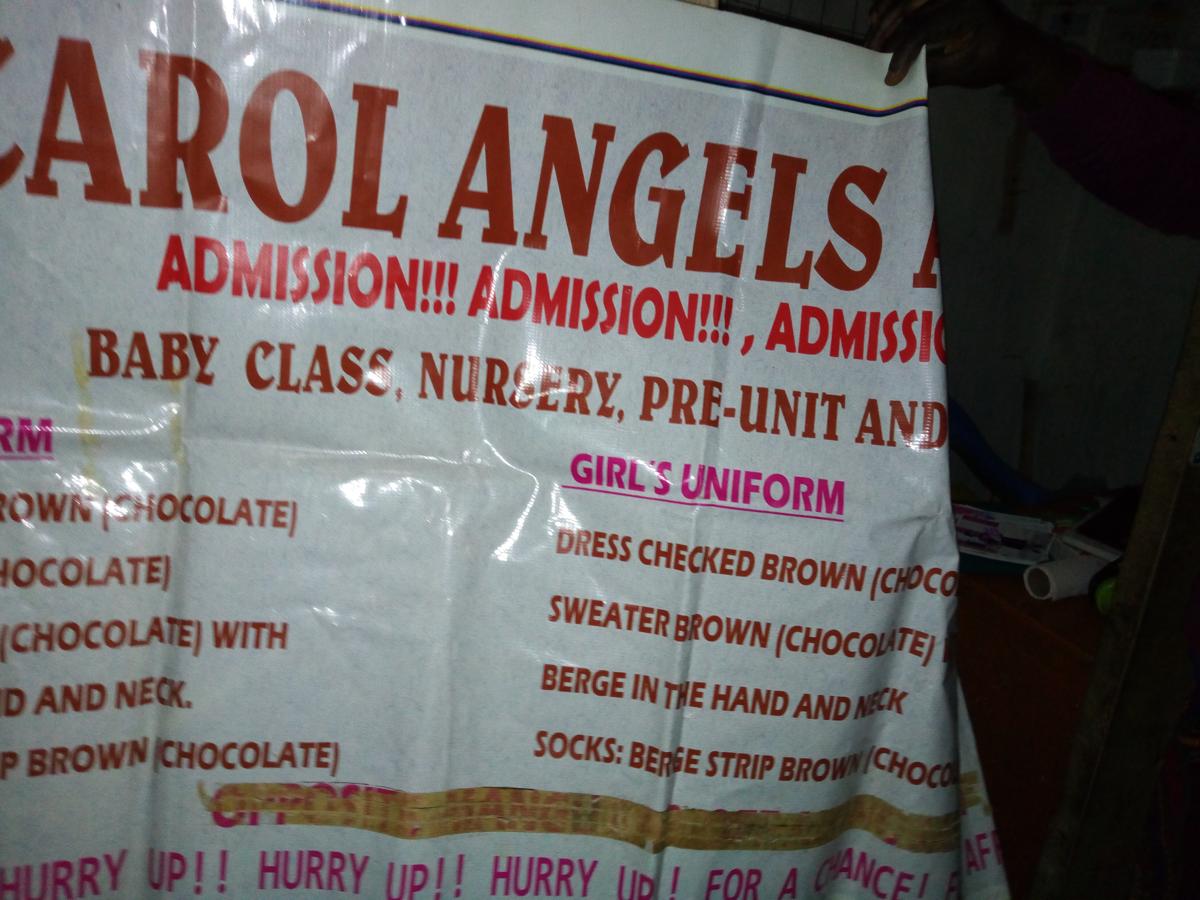 CAROL ANGELS A
ADMISSION!!! ADMISSION!!! , ADMISSIO
BABY CLASS, NURSERY, PRE-UNIT AND
RM
ROWN (CHOCOLATE)
HOCOLATE)
(CHOCOLATE) WITH
D AND NECK.
P BROWN (CHOCOLATE)
GIRL'S UNIFORM
DRESS CHECKED BROWN (CHOCO
SWEATER BROWN (CHOCOLATE)
BERGE IN THE HAND AND NECK
SOCKS: BERGE STRIP BROWN (CHOCO
OPPOSITE
HURRY UP!! HURRY UP!! HURRY UP! FOR A CHANCE!